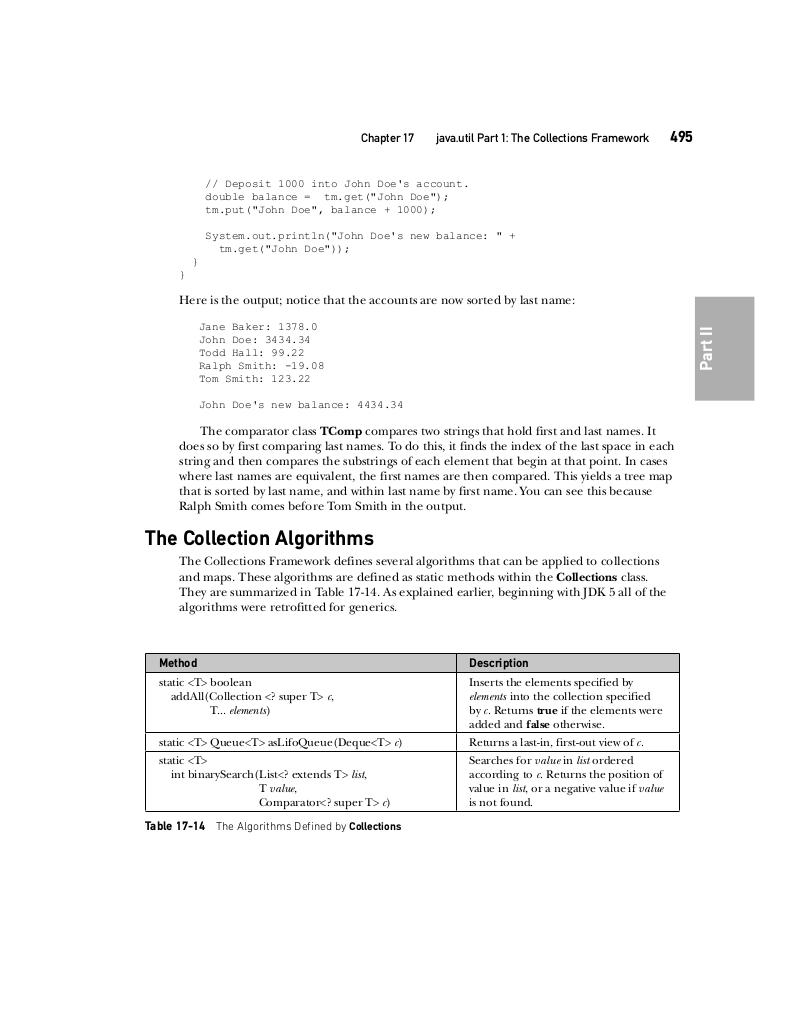 Chapter 17 java.util Part 1: The Collections Framework 495
// Deposit 1000 into John Doe's account.
double balance =  tm.get("John Doe");
tm.put("John Doe", balance + 1000);
System.out.println("John Doe's new balance: " +
tm.get("John Doe"));
}
}
Here is the output; notice that the accounts are now sorted by last name:
Jane Baker: 1378.0
John Doe: 3434.34
Todd Hall: 99.22
Ralph Smith: -19.08
Tom Smith: 123.22
John Doe's new balance: 4434.34
Part II
The comparator class TComp compares two strings that hold first and last names. It
does so by first comparing last names. To do this, it finds the index of the last space in each
string and then compares the substrings of each element that begin at that point. In cases
where last names are equivalent, the first names are then compared. This yields a tree map
that is sorted by last name, and within last name by first name. You can see this because
Ralph Smith comes before Tom Smith in the output.
The Collection Algorithms
The Collections Framework defines several algorithms that can be applied to collections
and maps. These algorithms are defined as static methods within the Collections class.
They are summarized in Table 17-14. As explained earlier, beginning with JDK 5 all of the
algorithms were retrofitted for generics.
Method Description
static <T> boolean
addAll(Collection <? super T> c,
T... elements)
Inserts the elements specified by
elements into the collection specified
by c. Returns true if the elements were
added and false otherwise.
static <T> Queue<T> asLifoQueue(Deque<T> c)
Returns a last-in, first-out view of c.
static <T>
int binarySearch(List<? extends T> list,
T value,
Comparator<? super T> c)
Searches for value in list ordered
according to c. Returns the position of
value in list, or a negative value if value
is not found.
Table 17-14 The Algorithms Defined by Collections